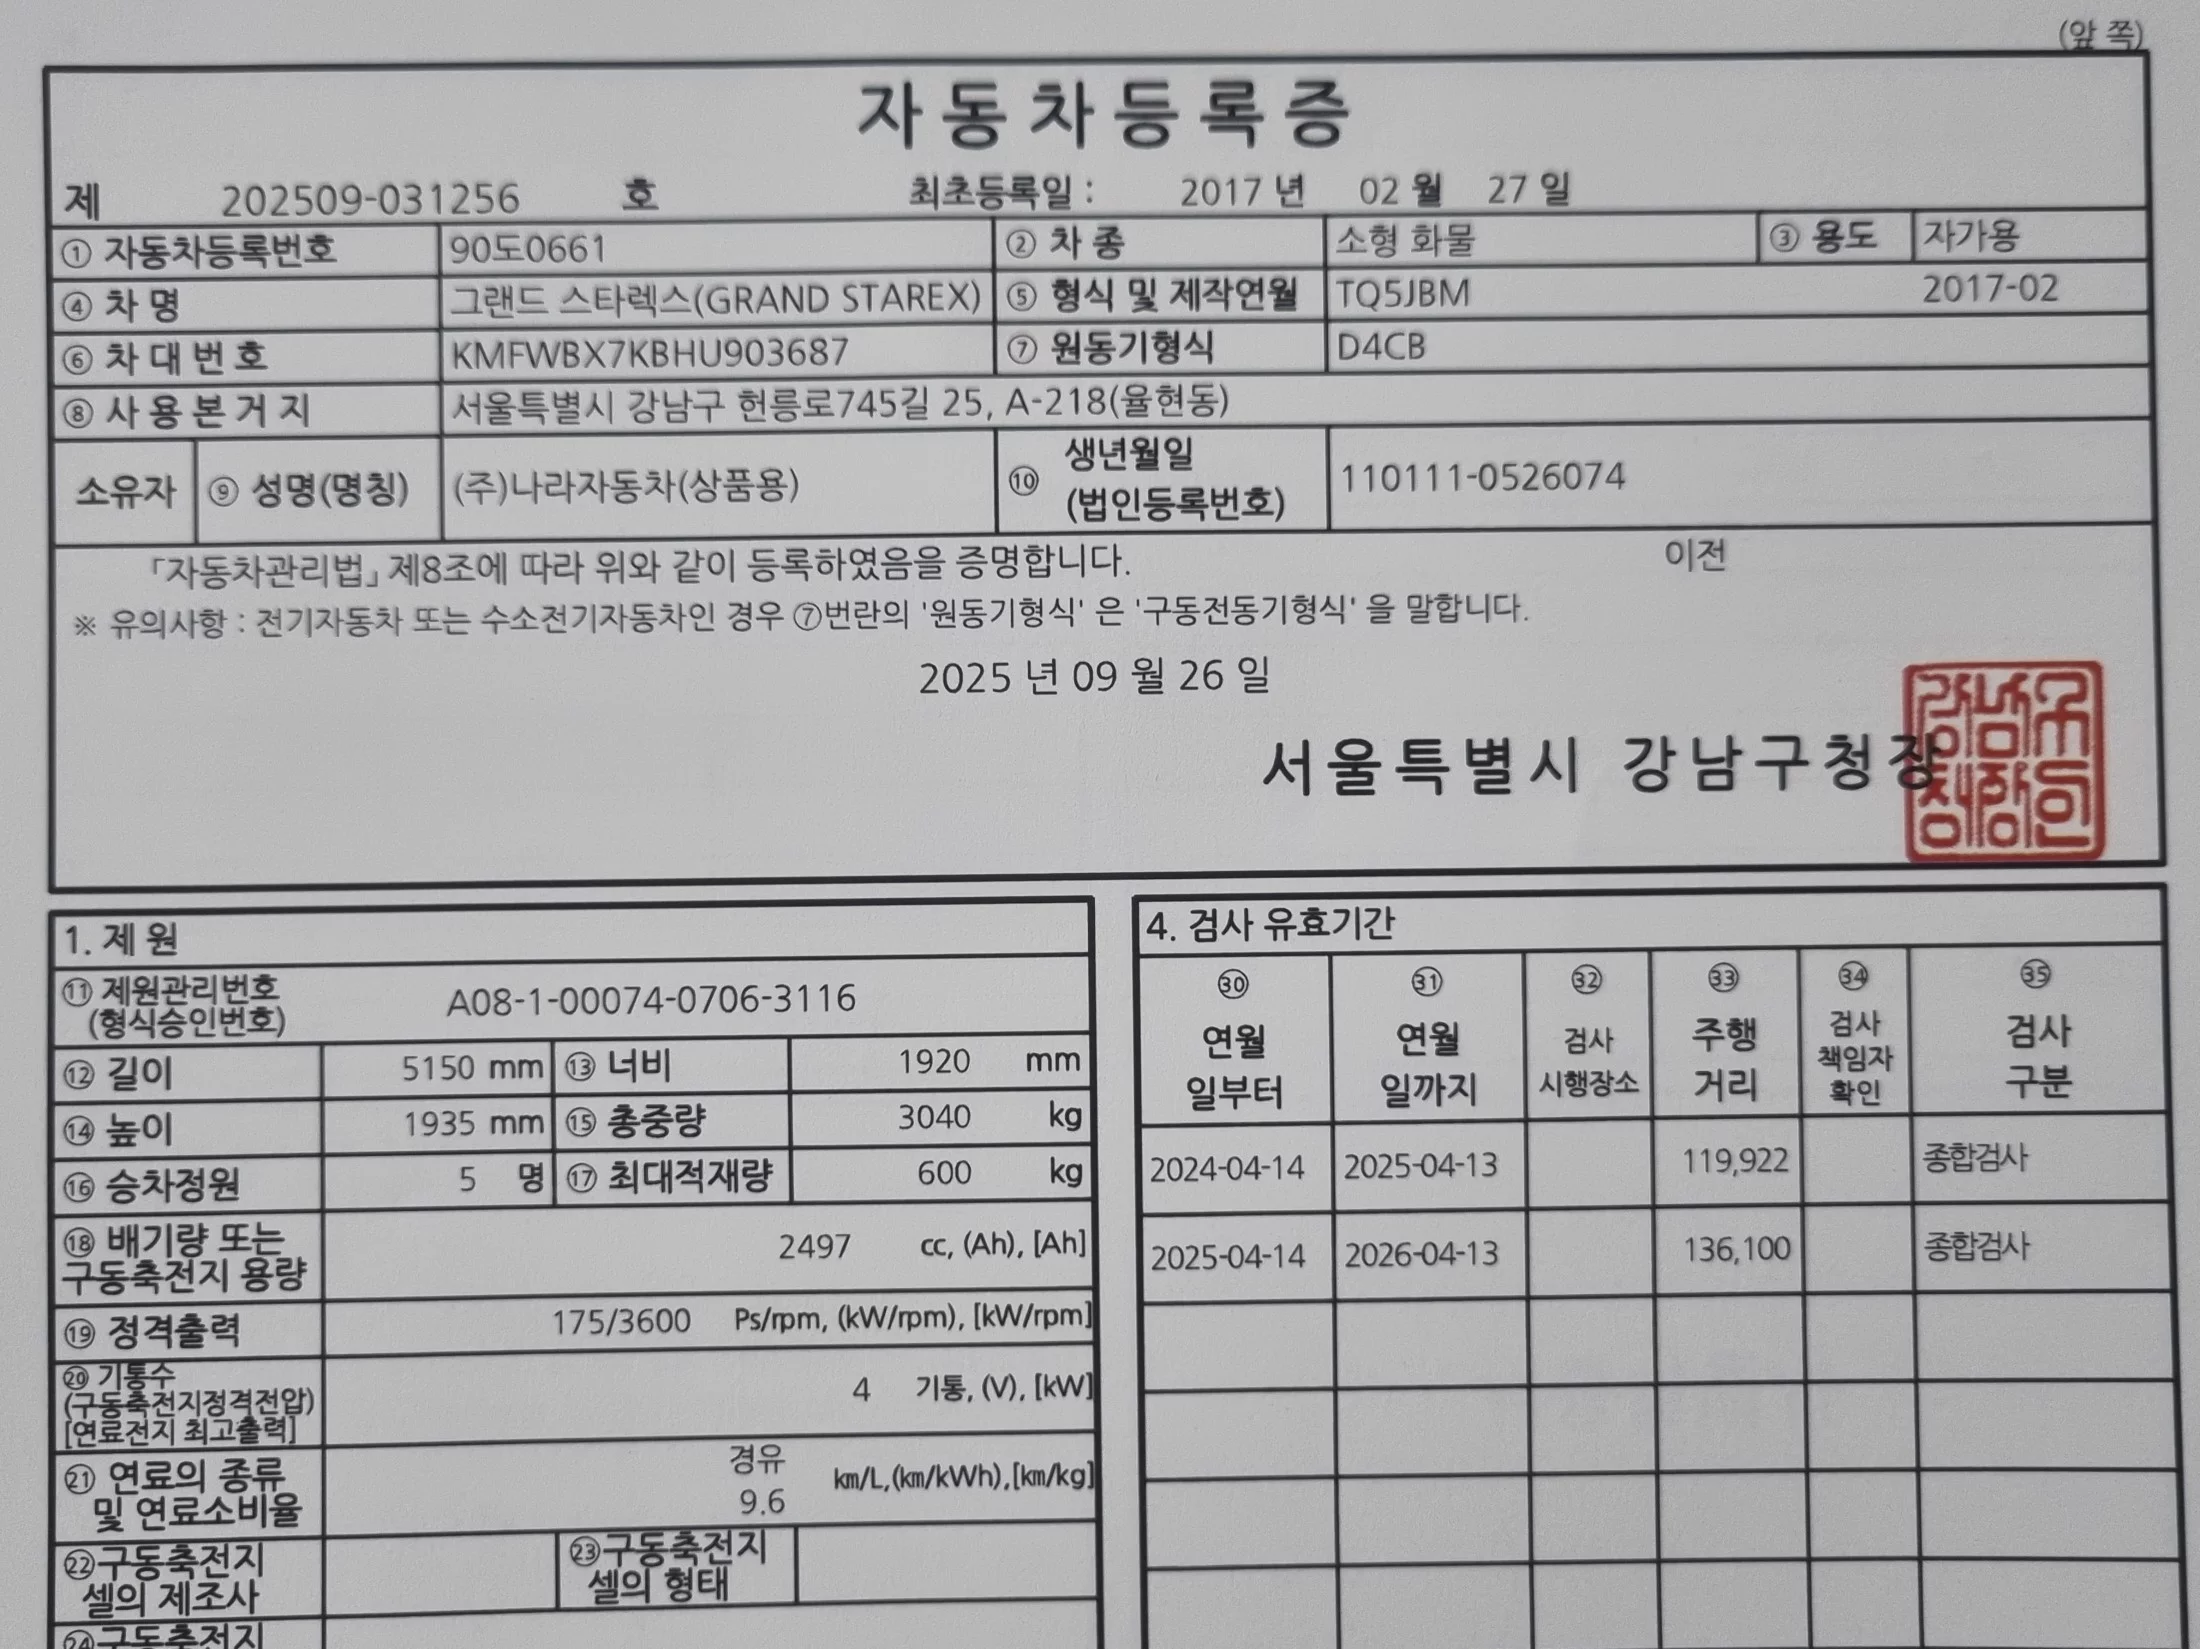 (앞 쪽)
자동차등록증
제 202509-031256 호 최초등록일 : 2017 년 02 월 27 일
① 자동차등록번호 90도0661 ② 차 종 소형 화물 ③ 용도 자가용
④ 차 명 그랜드 스타렉스(GRAND STAREX) ⑤ 형식 및 제작연월 TQ5JBM 2017-02
⑥ 차 대 번 호 KMFWBX7KBHU903687 ⑦ 원동기형식 D4CB
⑧ 사 용 본 거 지 서울특별시 강남구 헌릉로745길 25, A-218(율현동)
소유자 ⑨ 성명(명칭) (주)나라자동차(상품용) ⑩ 생년월일
(법인등록번호) 110111-0526074
「자동차관리법」 제8조에 따라 위와 같이 등록하였음을 증명합니다. 이전
※ 유의사항 : 전기자동차 또는 수소전기자동차인 경우 ⑦번란의 '원동기형식' 은 '구동전동기형식' 을 말합니다.
2025 년 09 월 26 일
서울특별시 강남구청장
강남구
청장인
1. 제 원
⑪ 제원관리번호
(형식승인번호) A08-1-00074-0706-3116
⑫ 길이 5150 mm ⑬ 너비 1920 mm
⑭ 높이 1935 mm ⑮ 총중량 3040 kg
⑯ 승차정원 5 명 ⑰ 최대적재량 600 kg
⑱ 배기량 또는
구동축전지 용량 2497 cc, (Ah), [Ah]
⑲ 정격출력 175/3600 Ps/rpm, (kW/rpm), [kW/rpm]
⑳ 기통수
(구동축전지정격전압)
[연료전지 최고출력] 4 기통, (V), [kW]
㉑ 연료의 종류
및 연료소비율 경유
9.6 km/L,(km/kWh),[km/kg]
㉒구동축전지
셀의 제조사 ㉓구동축전지
셀의 형태
㉔구동축전지
4. 검사 유효기간
㉚ ㉛ ㉜ ㉝ ㉞ ㉟
연월
일부터
연월
일까지
검사
시행장소
주행
거리
검사
책임자
확인
검사
구분
2024-04-14 2025-04-13 119,922 종합검사
2025-04-14 2026-04-13 136,100 종합검사